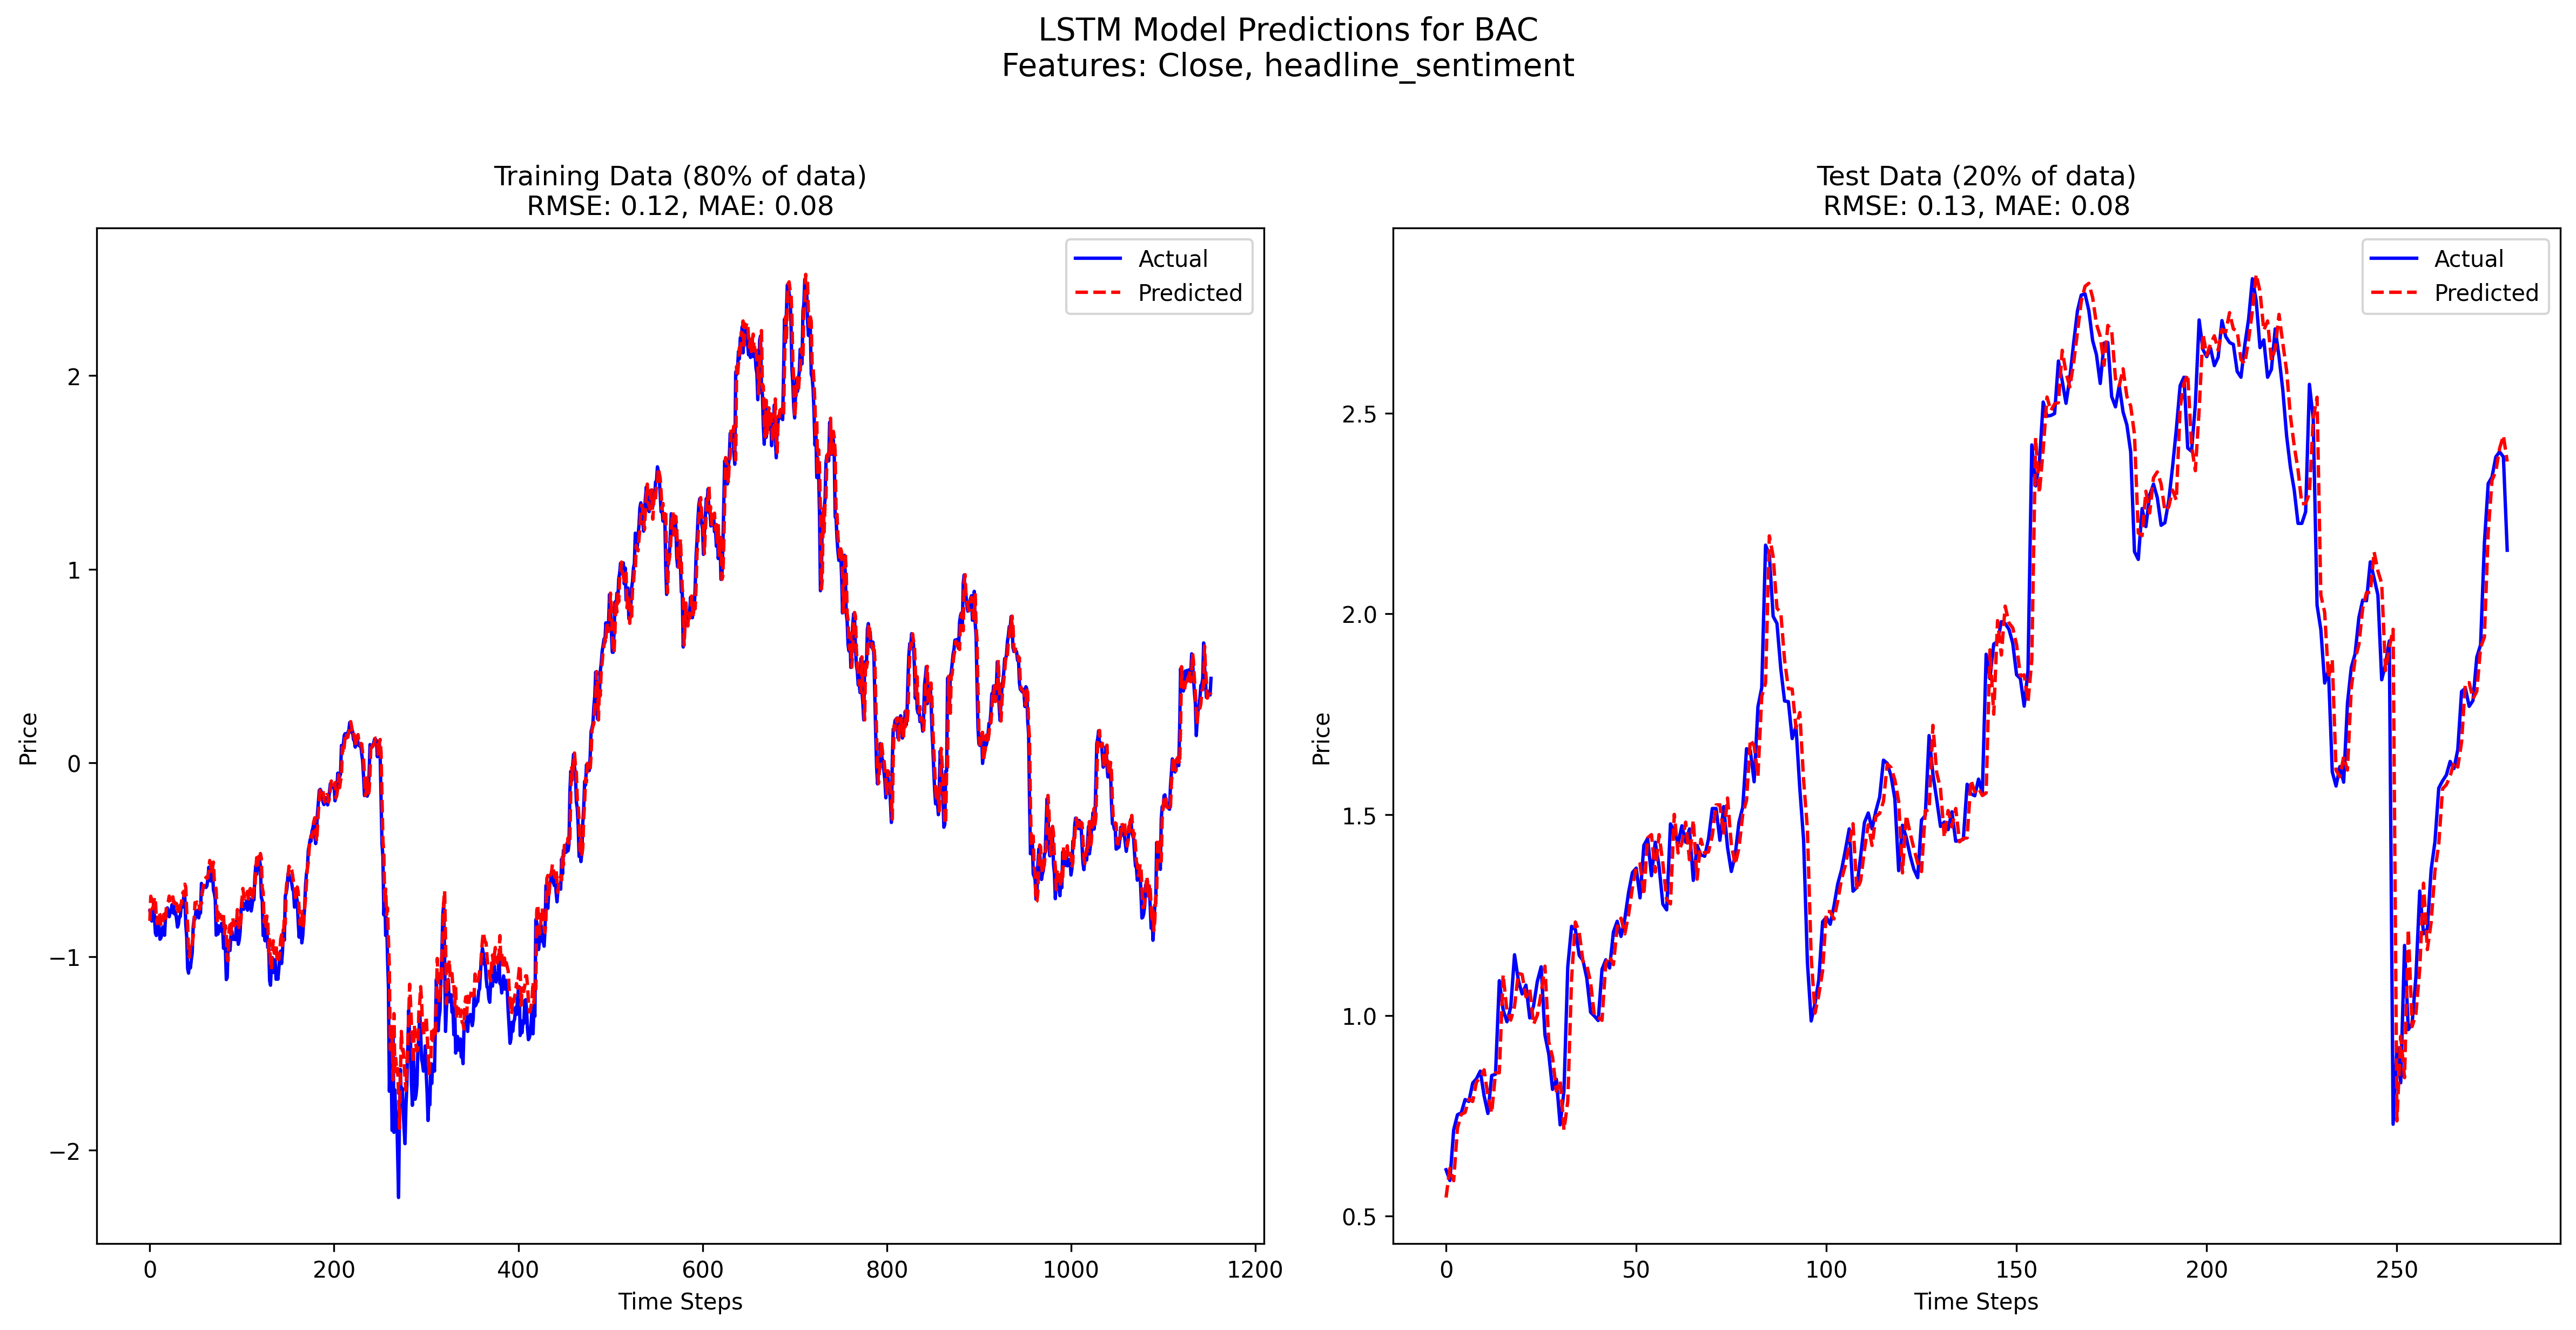 LSTM Model Predictions for BAC
Features: Close, headline_sentiment
Training Data (80% of data)
RMSE: 0.12, MAE: 0.08
Actual
Predicted
Price
2
1
0
−1
−2
0
200
400
600
800
1000
1200
Time Steps
Test Data (20% of data)
RMSE: 0.13, MAE: 0.08
Actual
Predicted
Price
2.5
2.0
1.5
1.0
0.5
0
50
100
150
200
250
Time Steps